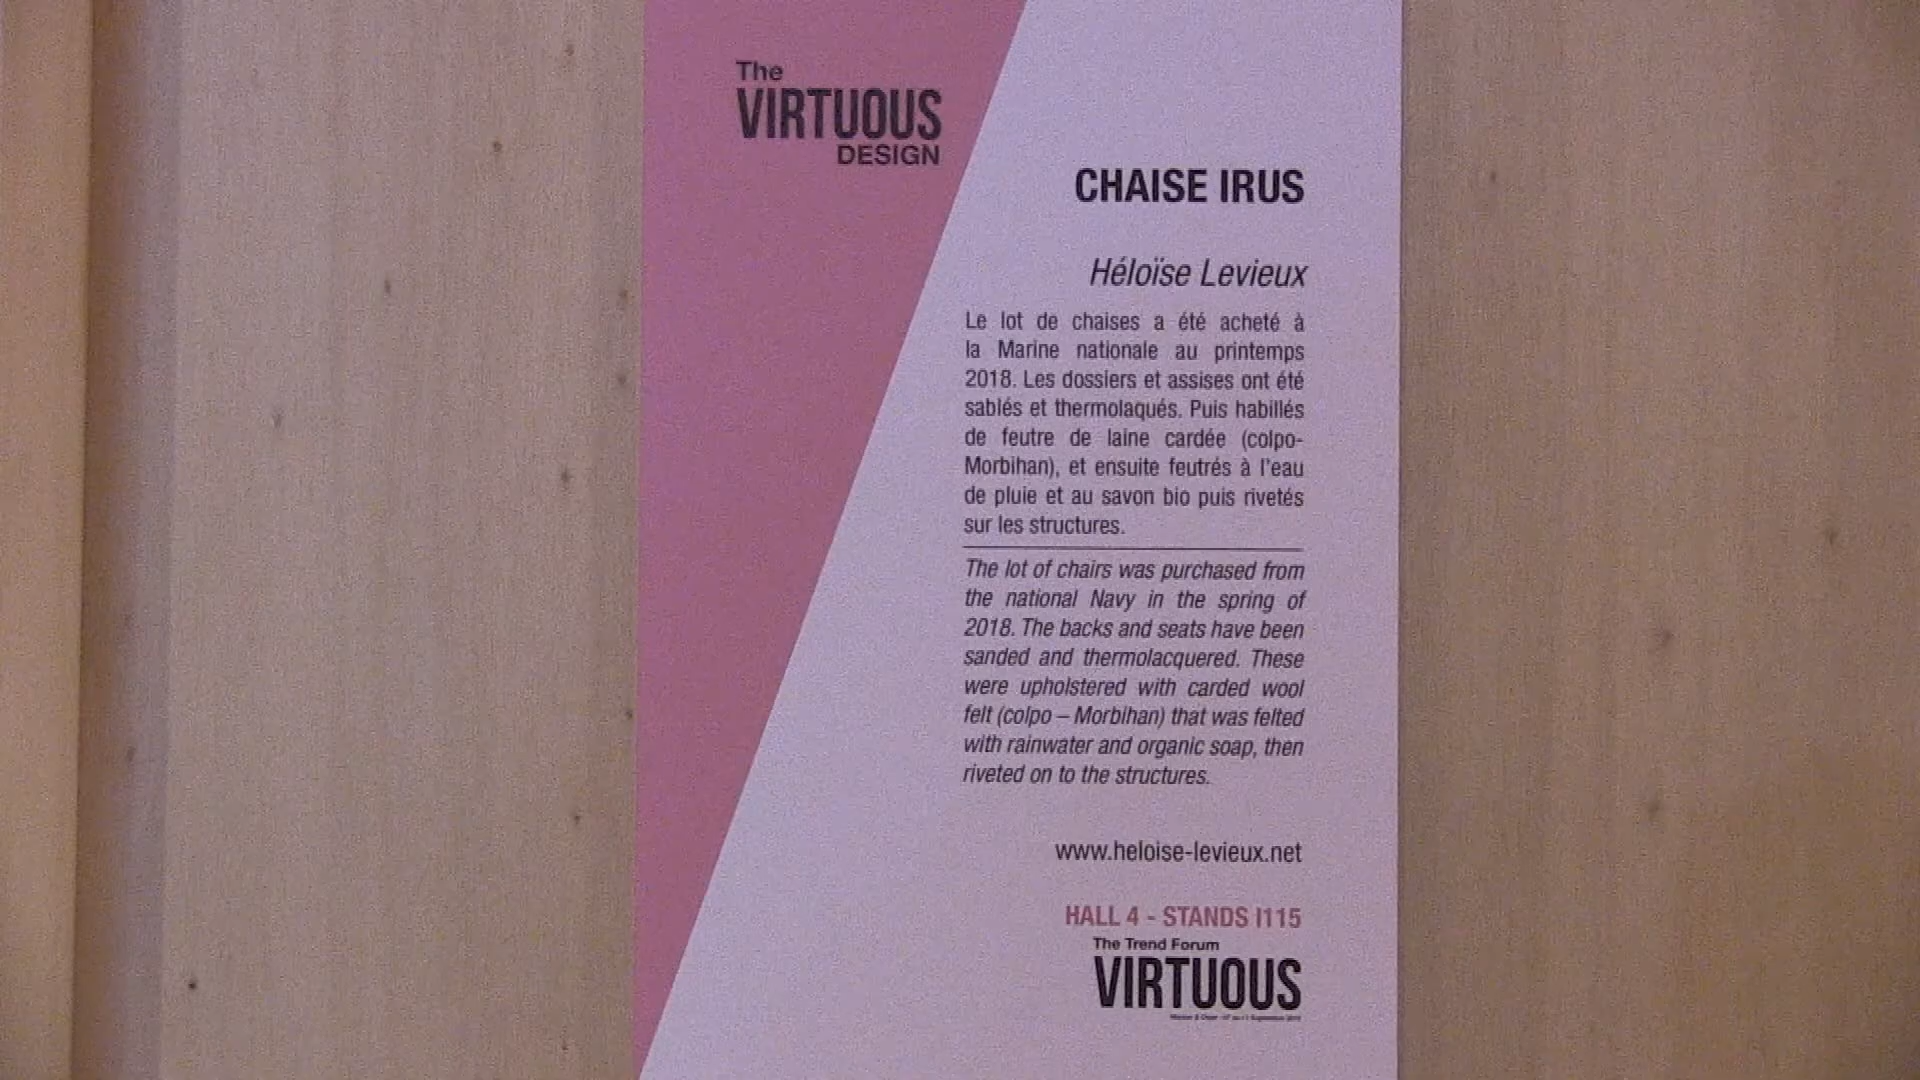 The
VIRTUOUS
DESIGN
CHAISE IRUS
Héloïse Levieux
Le lot de chaises a été acheté à
la Marine nationale au printemps
2018. Les dossiers et assises ont été
sablés et thermolaqués. Puis habillés
de feutre de laine cardée (colpo-
Morbihan), et ensuite feutrés à l'eau
de pluie et au savon bio puis rivetés
sur les structures.
The lot of chairs was purchased from
the national Navy in the spring of
2018. The backs and seats have been
sanded and thermolacquered. These
were upholstered with carded wool
felt (colpo – Morbihan) that was felted
with rainwater and organic soap, then
riveted on to the structures.
www.heloise-levieux.net
HALL 4 - STANDS I115
The Trend Forum
VIRTUOUS